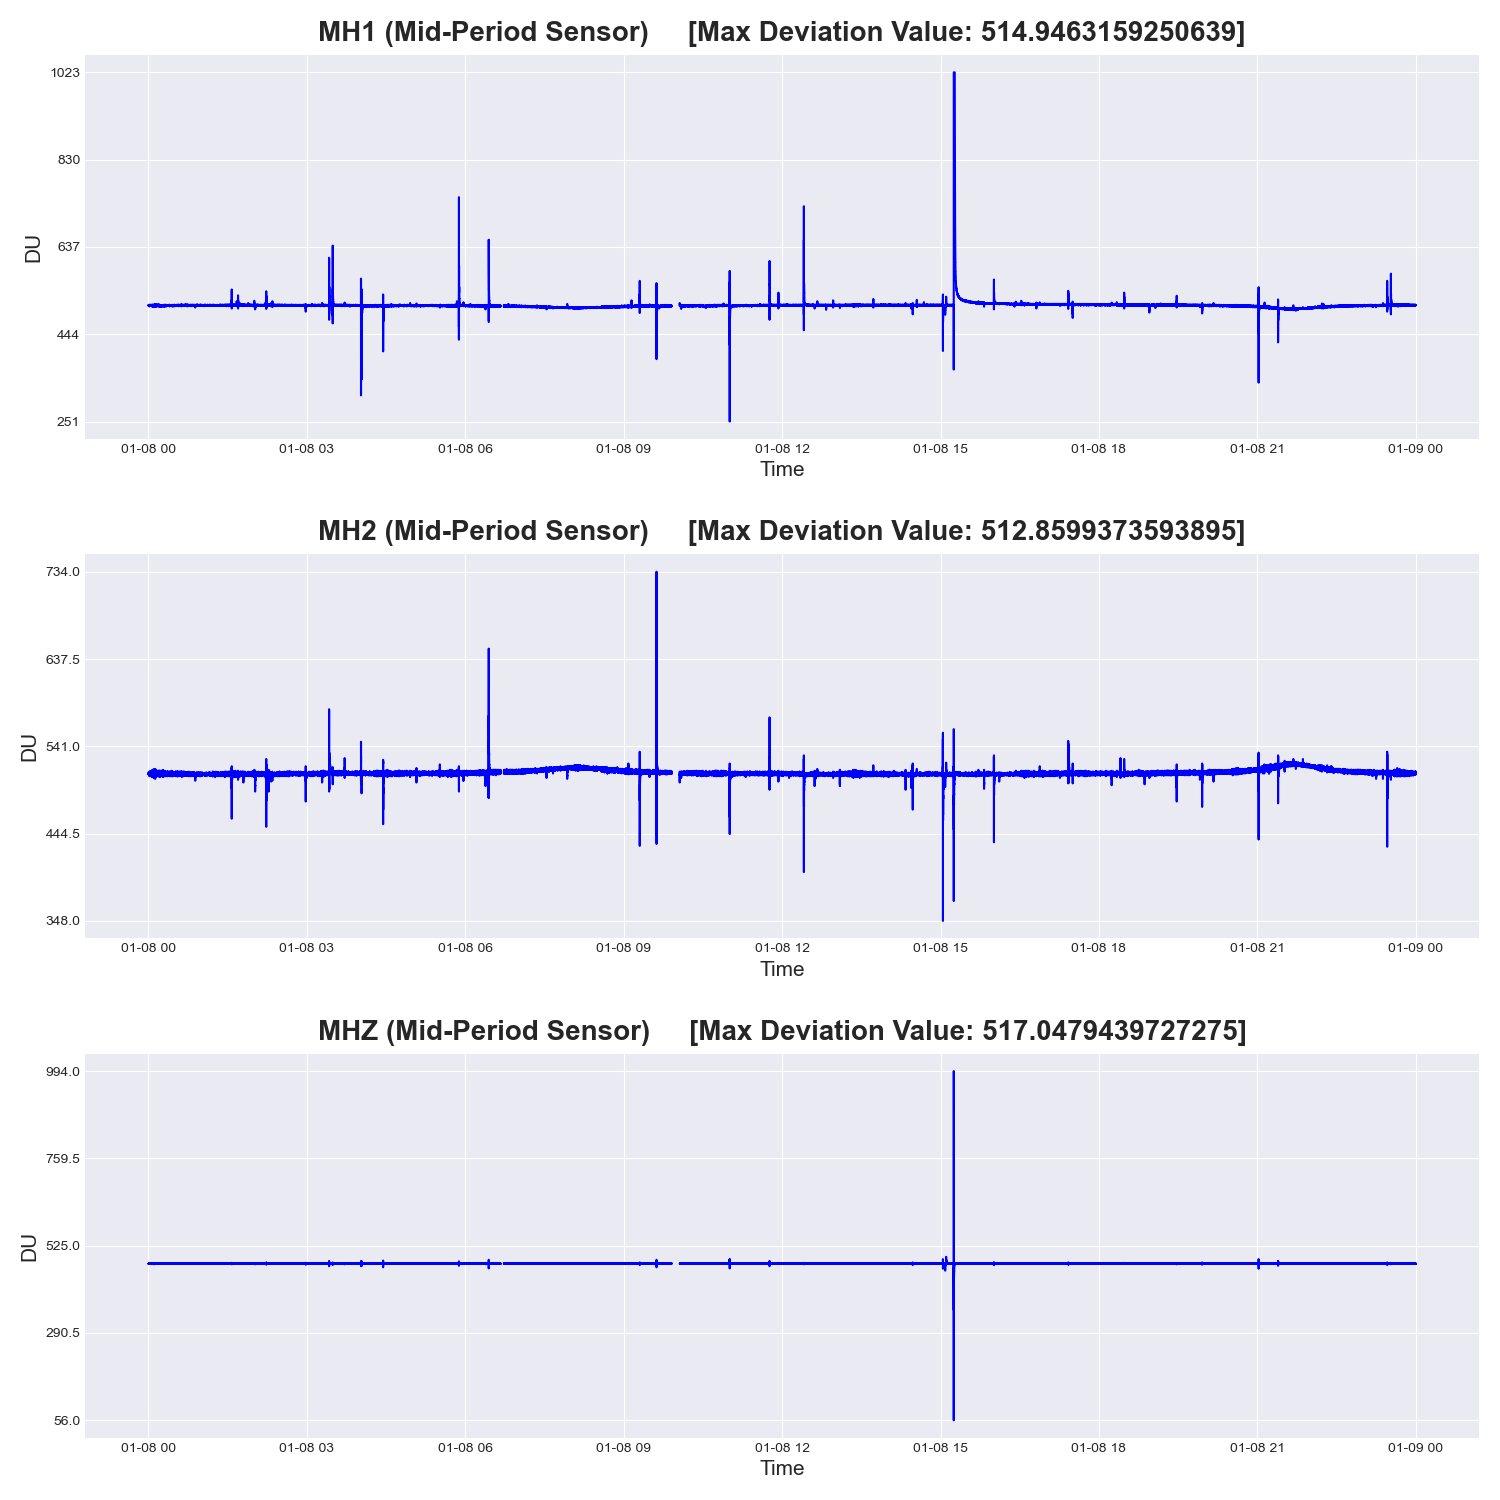 MH1 (Mid-Period Sensor) [Max Deviation Value: 514.9463159250639]
1023
830
637
444
251
DU
01-08 00 01-08 03 01-08 06 01-08 09 01-08 12 01-08 15 01-08 18 01-08 21 01-09 00
Time
MH2 (Mid-Period Sensor) [Max Deviation Value: 512.8599373593895]
734.0
637.5
541.0
444.5
348.0
DU
01-08 00 01-08 03 01-08 06 01-08 09 01-08 12 01-08 15 01-08 18 01-08 21 01-09 00
Time
MHZ (Mid-Period Sensor) [Max Deviation Value: 517.0479439727275]
994.0
759.5
525.0
290.5
56.0
DU
01-08 00 01-08 03 01-08 06 01-08 09 01-08 12 01-08 15 01-08 18 01-08 21 01-09 00
Time